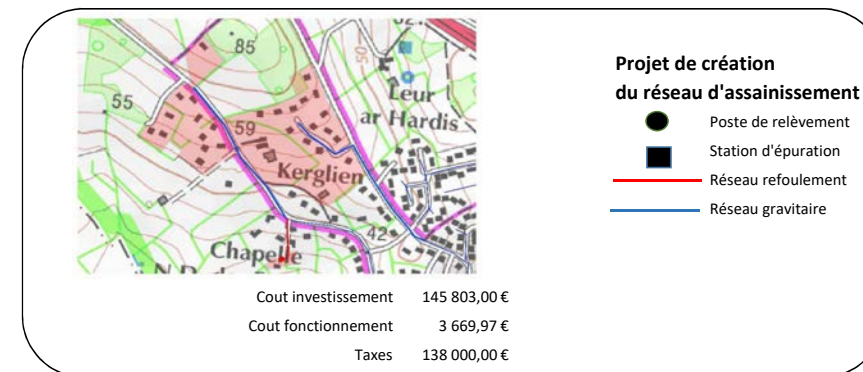 85
50
Leur
ar Hardis
55
59
Kerglien
42
Chapelle
Projet de création
du réseau d'assainissement
Poste de relèvement
Station d'épuration
Réseau refoulement
Réseau gravitaire
Cout investissement 145 803,00 €
Cout fonctionnement 3 669,97 €
Taxes 138 000,00 €